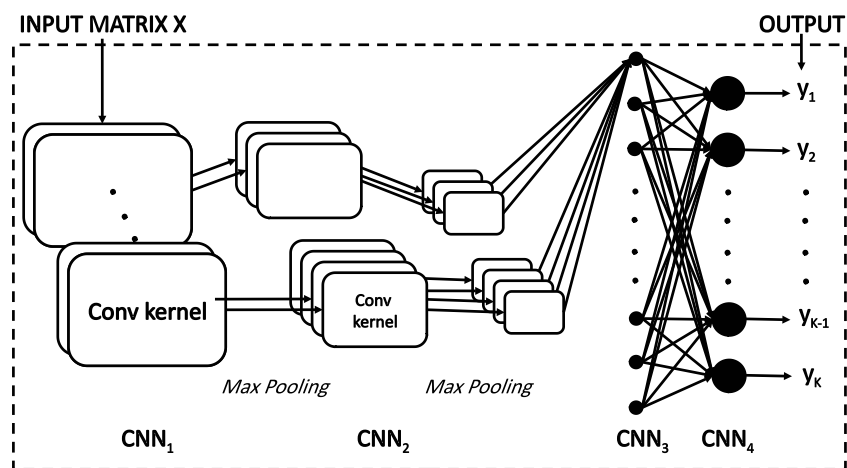 INPUT MATRIX X
OUTPUT
y1
y2
Conv kernel
Conv
kernel
yK-1
yK
Max Pooling
Max Pooling
CNN1
CNN2
CNN3
CNN4